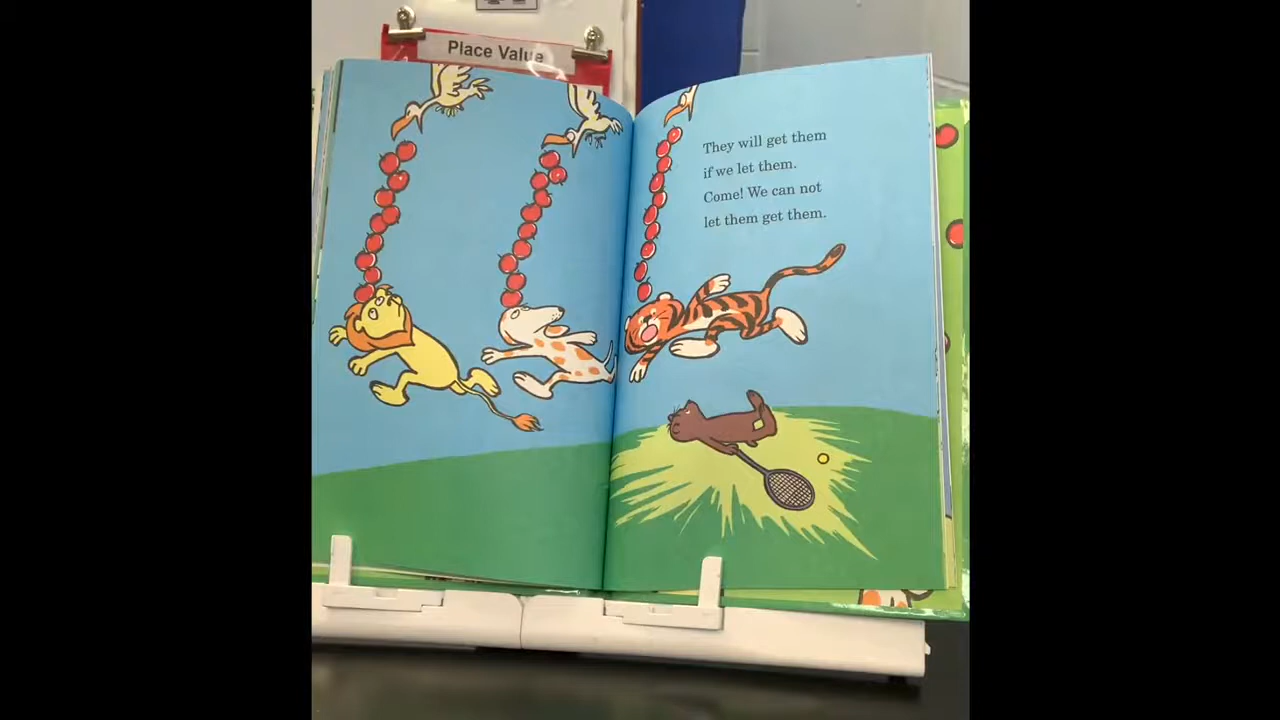 Place Value
They will get them
if we let them.
Come! We can not
let them get them.